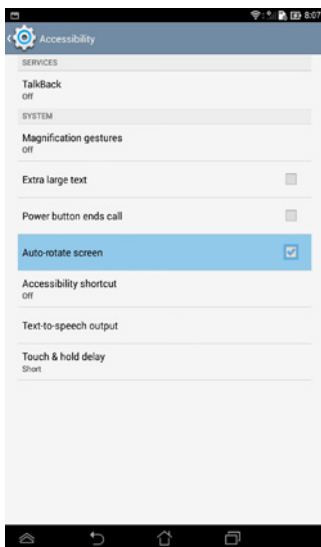 8:07
Accessibility
SERVICES
TalkBack
Off
SYSTEM
Magnification gestures
Off
Extra large text
Power button ends call
Auto-rotate screen
Accessibility shortcut
Off
Text-to-speech output
Touch & hold delay
Short